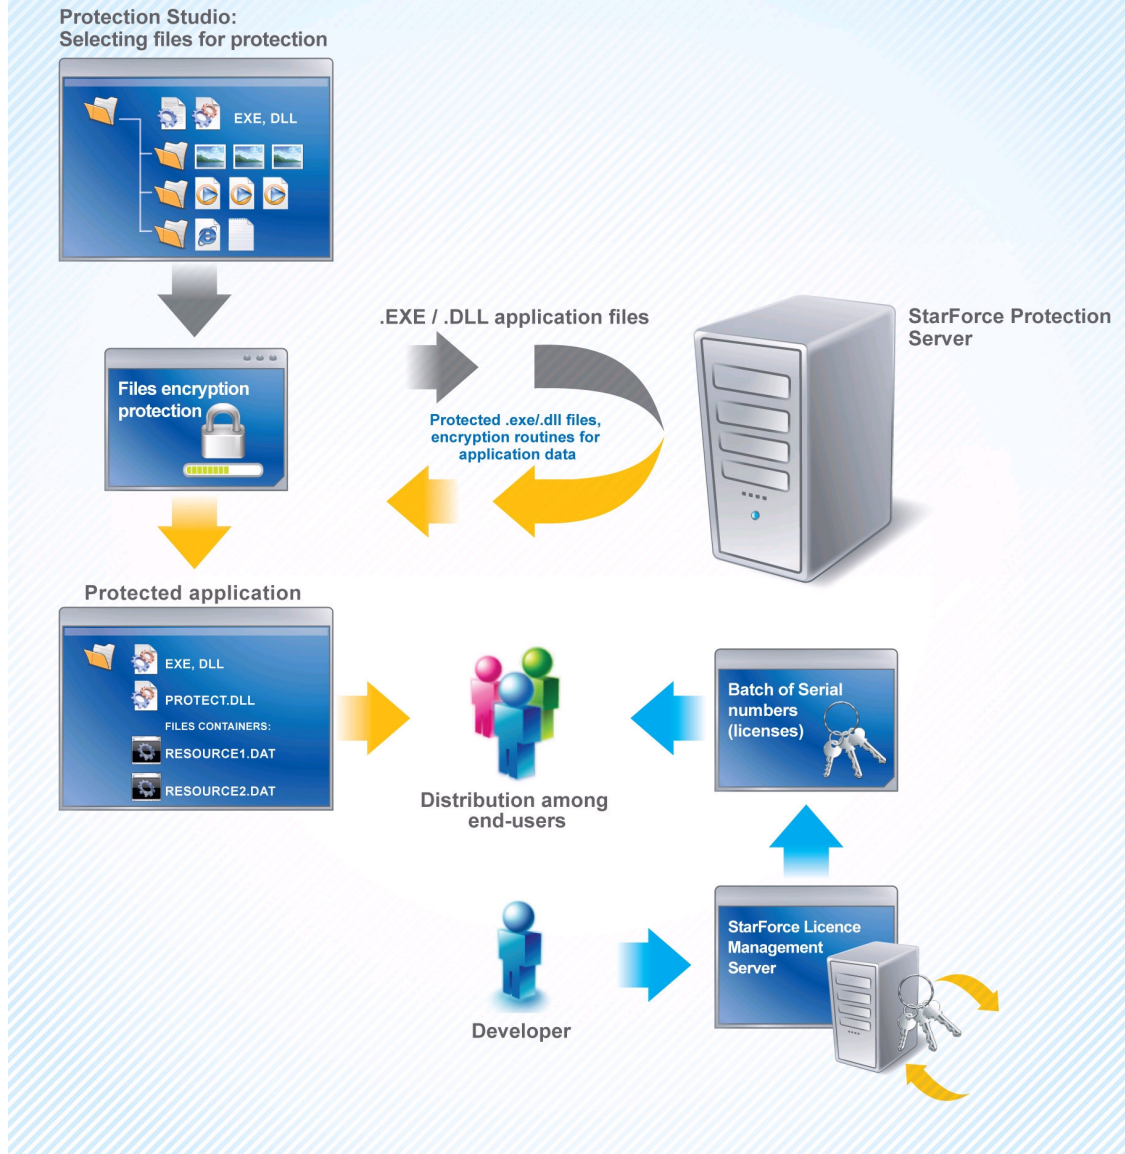 Protection Studio:
Selecting files for protection
EXE, DLL
.EXE / .DLL application files
StarForce Protection
Server
Files encryption
protection
Protected .exe/.dll files,
encryption routines for
application data
Protected application
EXE, DLL
PROTECT.DLL
FILES CONTAINERS:
RESOURCE1.DAT
RESOURCE2.DAT
Distribution among
end-users
Batch of Serial
numbers
(licenses)
Developer
StarForce Licence
Management
Server